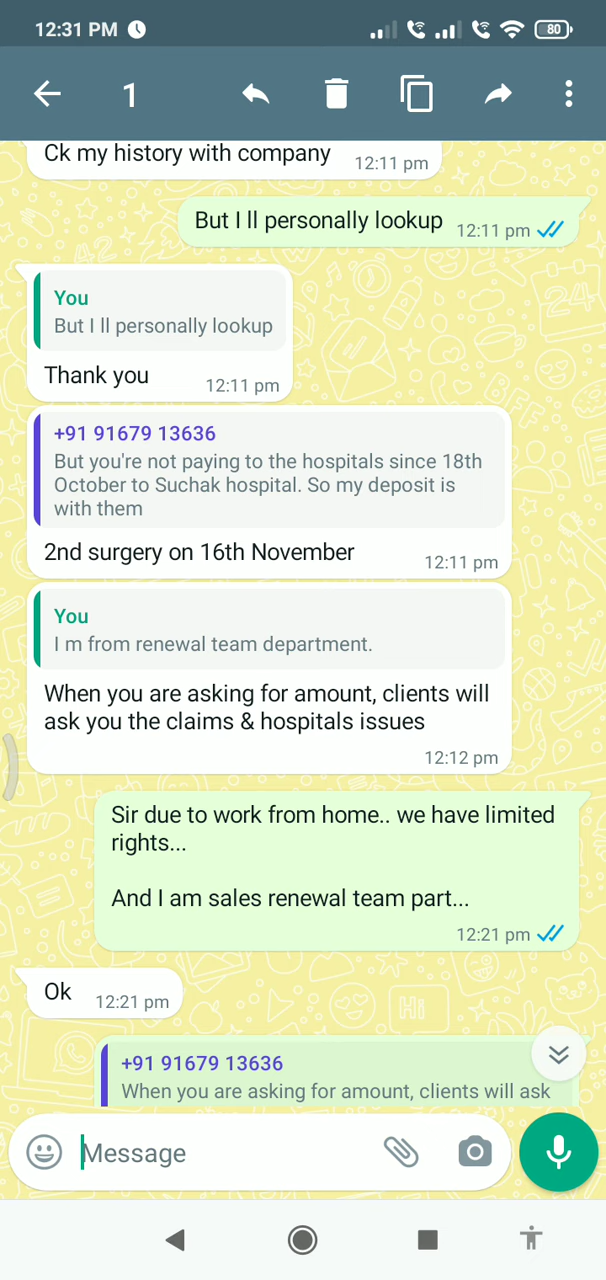 12:31 PM
80
1
Ck my history with company 12:11 pm
But I ll personally lookup 12:11 pm
You
But I ll personally lookup
Thank you 12:11 pm
+91 91679 13636
But you're not paying to the hospitals since 18th
October to Suchak hospital. So my deposit is
with them
2nd surgery on 16th November 12:11 pm
You
I m from renewal team department.
When you are asking for amount, clients will
ask you the claims & hospitals issues
12:12 pm
Sir due to work from home.. we have limited
rights...
And I am sales renewal team part...
12:21 pm
Ok 12:21 pm
+91 91679 13636
When you are asking for amount, clients will ask
Message